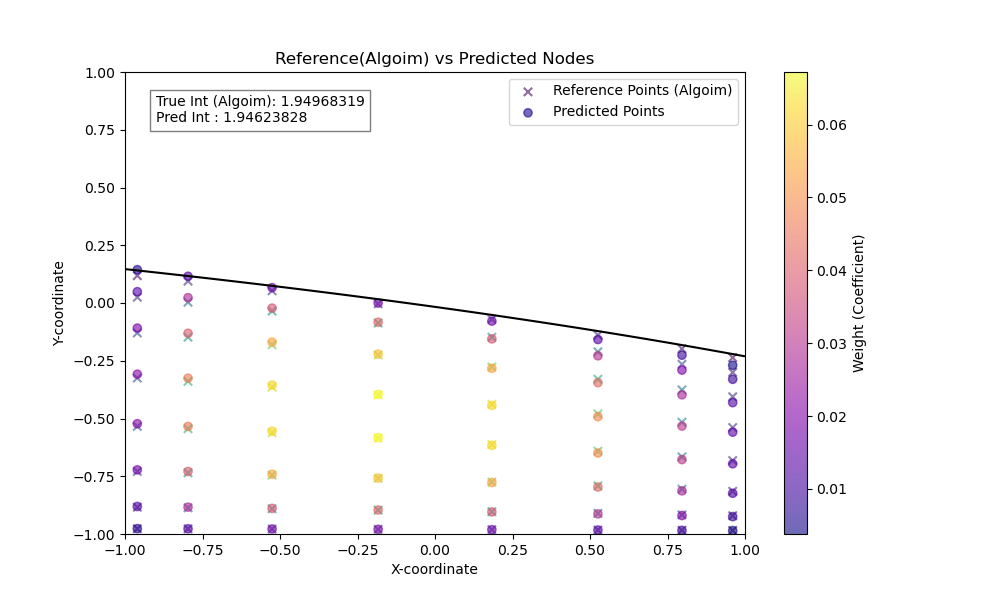 Reference(Algoim) vs Predicted Nodes
True Int (Algoim): 1.94968319
Pred Int : 1.94623828
Reference Points (Algoim)
Predicted Points
Y-coordinate
1.00
0.75
0.50
0.25
0.00
−0.25
−0.50
−0.75
−1.00
−1.00 −0.75 −0.50 −0.25 0.00 0.25 0.50 0.75 1.00
X-coordinate
0.06
0.05
0.04
0.03
0.02
0.01
Weight (Coefficient)